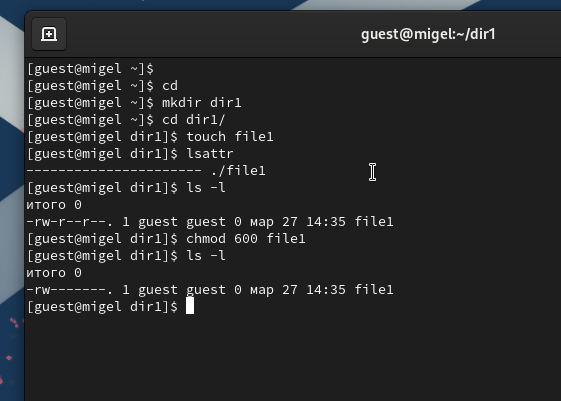 guest@migel:~/dir1
[guest@migel ~]$
[guest@migel ~]$ cd
[guest@migel ~]$ mkdir dir1
[guest@migel ~]$ cd dir1/
[guest@migel dir1]$ touch file1
[guest@migel dir1]$ lsattr
---------------------- ./file1
[guest@migel dir1]$ ls -l
итого 0
-rw-r--r--. 1 guest guest 0 мар 27 14:35 file1
[guest@migel dir1]$ chmod 600 file1
[guest@migel dir1]$ ls -l
итого 0
-rw-------. 1 guest guest 0 мар 27 14:35 file1
[guest@migel dir1]$